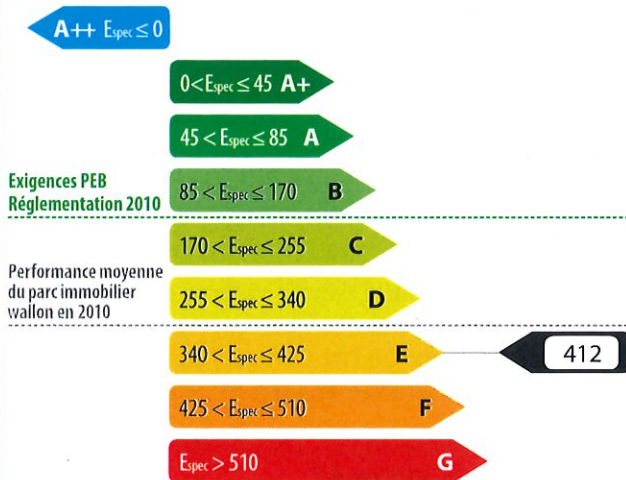 A++ Espec ≤ 0
0 < Espec ≤ 45 A+
45 < Espec ≤ 85 A
Exigences PEB
Réglementation 2010
85 < Espec ≤ 170 B
170 < Espec ≤ 255 C
Performance moyenne
du parc immobilier
wallon en 2010
255 < Espec ≤ 340 D
340 < Espec ≤ 425 E
412
425 < Espec ≤ 510 F
Espec > 510 G